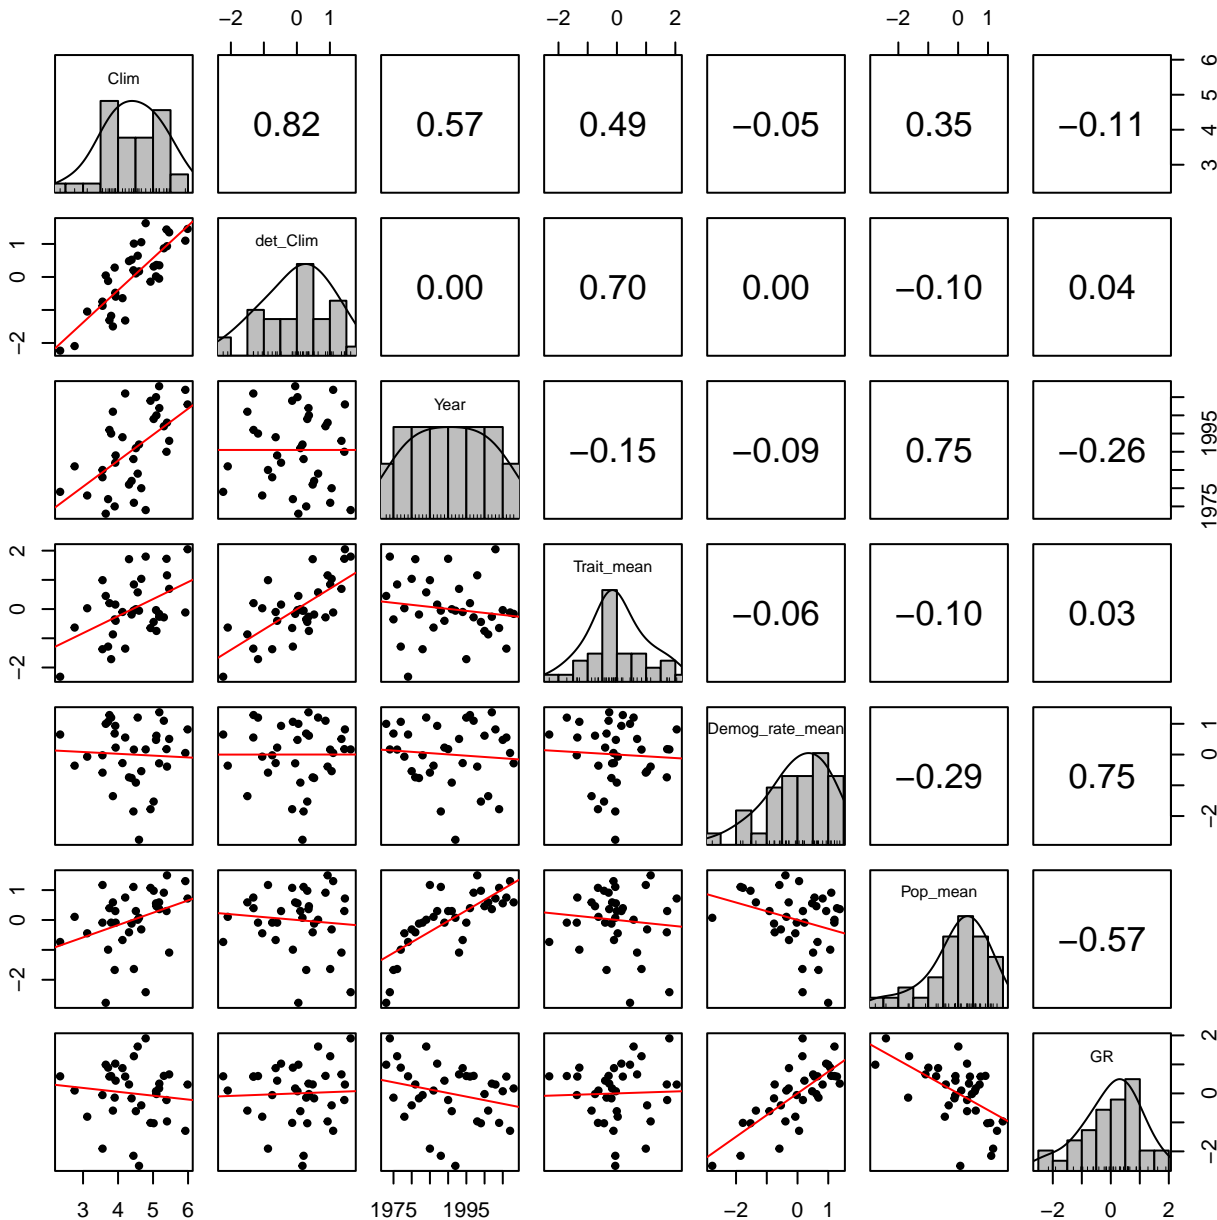 −2 0 1 −2 0 2 −2 0 1
Clim 0.82 0.57 0.49 −0.05 0.35 −0.11 3 4 5 6
−2 0 1 det_Clim 0.00 0.70 0.00 −0.10 0.04
Year −0.15 −0.09 0.75 −0.26 1975 1995
−2 0 2 Trait_mean −0.06 −0.10 0.03
Demog_rate_mean −0.29 0.75 −2 0 1
−2 0 1 Pop_mean −0.57
GR −2 0 2
3 4 5 6 1975 1995 −2 0 1 −2 0 2